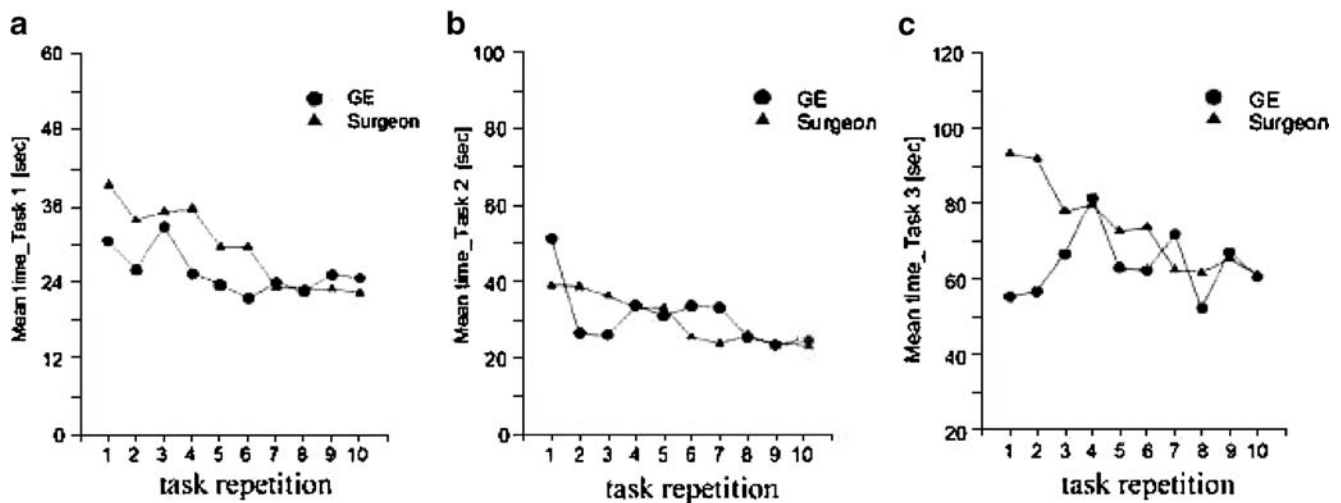 a
60
48
36
24
12
0
Mean time_Task 1 [sec]
GE
Surgeon
1 2 3 4 5 6 7 8 9 10
task repetition
b
100
80
60
40
20
0
Mean time_Task 2 [sec]
GE
Surgeon
1 2 3 4 5 6 7 8 9 10
task repetition
c
120
100
80
60
40
20
Mean time_Task 3 [sec]
GE
Surgeon
1 2 3 4 5 6 7 8 9 10
task repetition